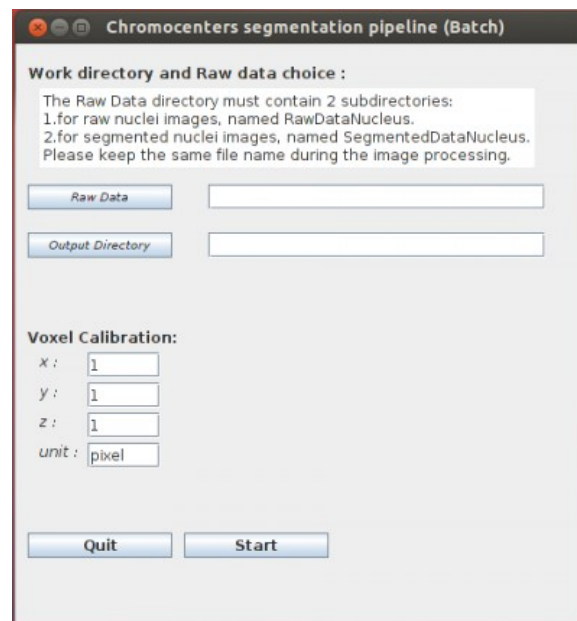 Chromocenters segmentation pipeline (Batch)
Work directory and Raw data choice :
The Raw Data directory must contain 2 subdirectories:
1.for raw nuclei images, named RawDataNucleus.
2.for segmented nuclei images, named SegmentedDataNucleus.
Please keep the same file name during the image processing.
Raw Data
Output Directory
Voxel Calibration:
x : 1
y : 1
z : 1
unit : pixel
Quit Start